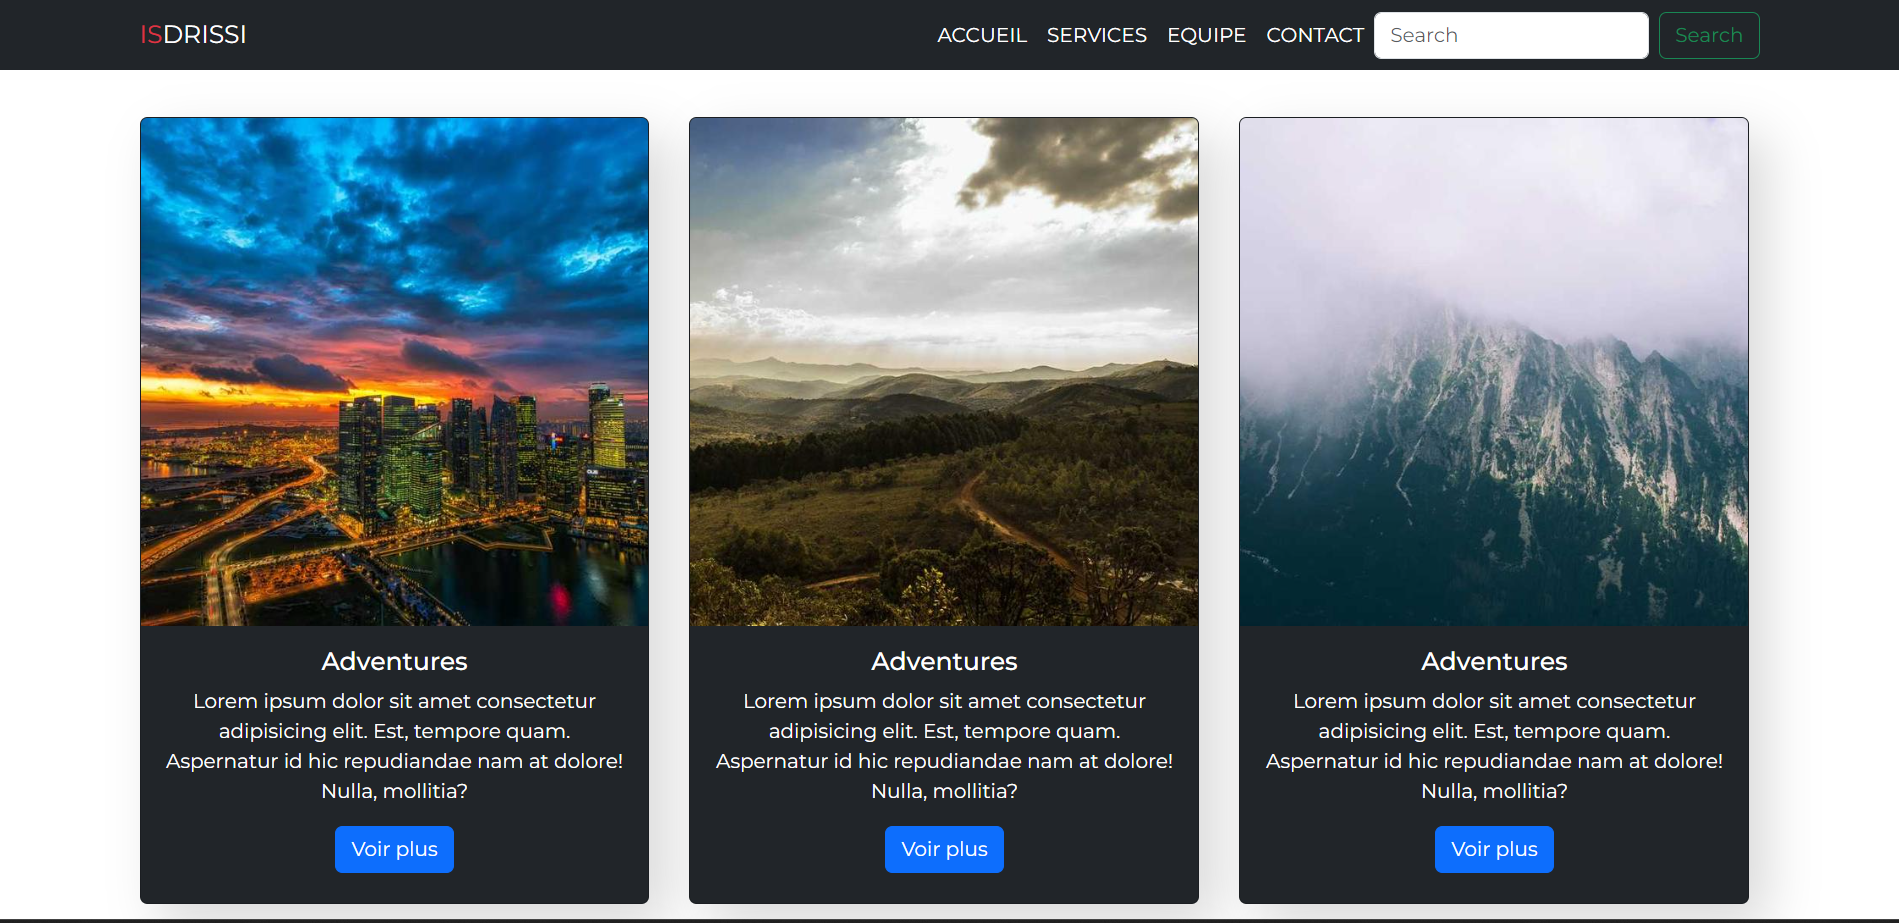 ISDRISSI
ACCUEIL SERVICES EQUIPE CONTACT Search Search
Adventures
Lorem ipsum dolor sit amet consectetur
adipisicing elit. Est, tempore quam.
Aspernatur id hic repudiandae nam at dolore!
Nulla, mollitia?
Voir plus
Adventures
Lorem ipsum dolor sit amet consectetur
adipisicing elit. Est, tempore quam.
Aspernatur id hic repudiandae nam at dolore!
Nulla, mollitia?
Voir plus
Adventures
Lorem ipsum dolor sit amet consectetur
adipisicing elit. Est, tempore quam.
Aspernatur id hic repudiandae nam at dolore!
Nulla, mollitia?
Voir plus